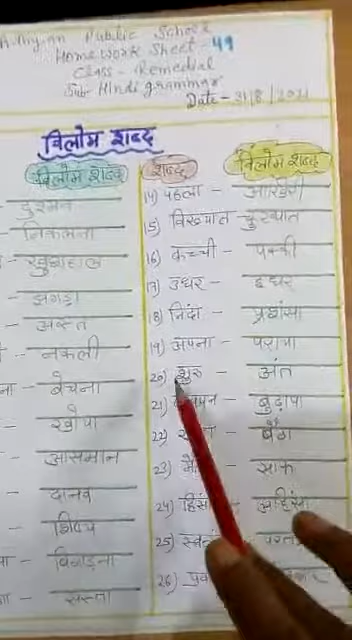 Public School
Home Work Sheet - 49
Class - Remedial
Sub- Hindi grammar
Date - 31/8/2021
विलोम शब्द
विलोम शब्द
दुश्मन
निकलना
खुशहाल
झगड़ा
अस्त
नकली
बेचना
खोया
आसमान
दानव
शिष्य
बिगाड़ना
सस्ता
शब्द विलोम शब्द
14) पहला - आखिरी
15) विख्यात - कुख्यात
16) कच्ची - पक्की
17) उधर - इधर
18) निंदा - प्रशंसा
19) अपना - पराया
20) शुरु - अंत
21) बुढ़ापा
22) बैठा
23) साफ
24) हिंसा - अहिंसा
25)
26)